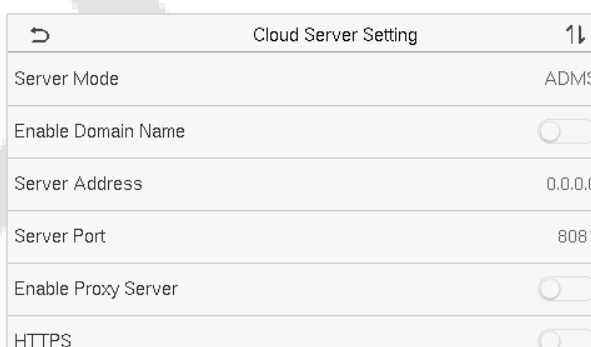 Cloud Server Setting
Server Mode ADMS
Enable Domain Name
Server Address 0.0.0.0
Server Port 8081
Enable Proxy Server
HTTPS